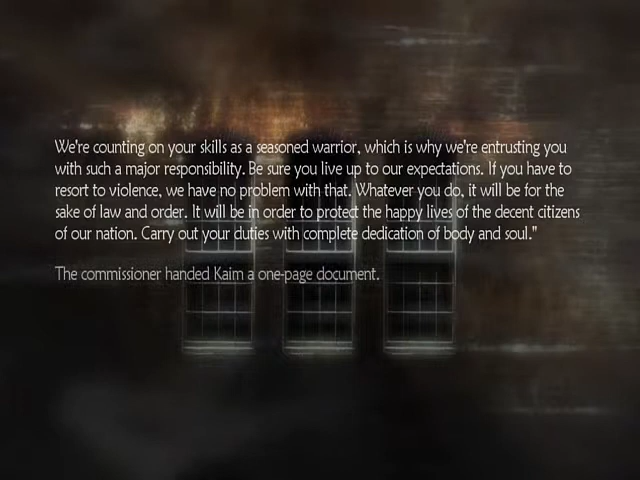 We're counting on your skills as a seasoned warrior, which is why we're entrusting you
with such a major responsibility. Be sure you live up to our expectations. If you have to
resort to violence, we have no problem with that. Whatever you do, it will be for the
sake of law and order. It will be in order to protect the happy lives of the decent citizens
of our nation. Carry out your duties with complete dedication of body and soul."
The commissioner handed Kaim a one-page document.